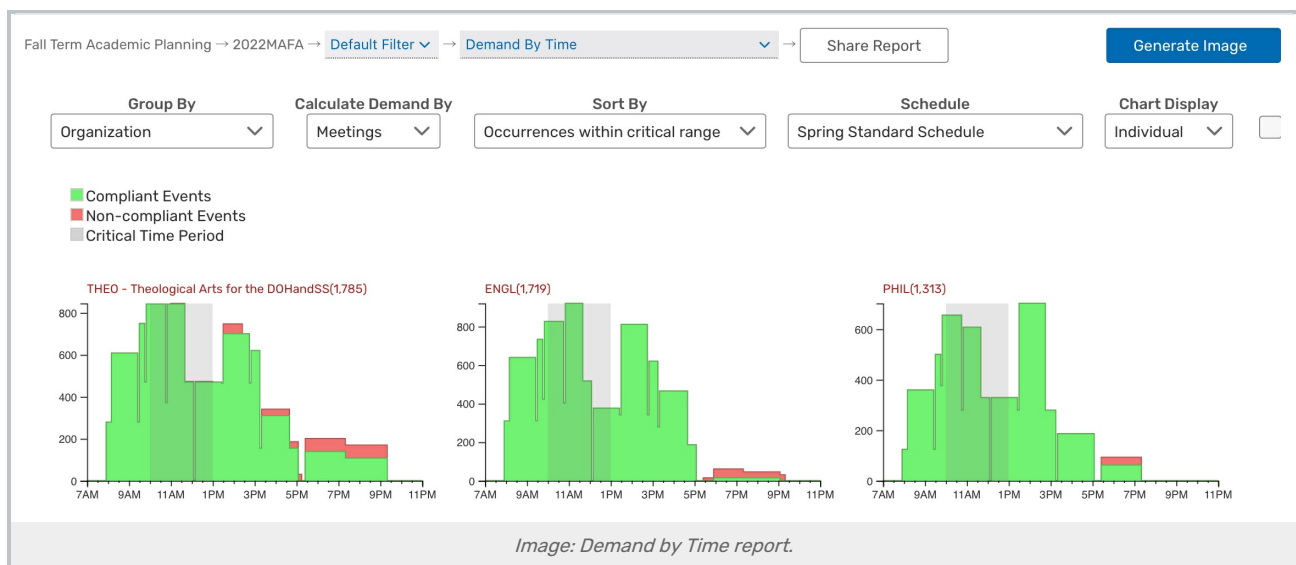 Fall Term Academic Planning → 2022MAFA → Default Filter → Demand By Time → Share Report Generate Image
Group By Calculate Demand By Sort By Schedule Chart Display
Organization Meetings Occurrences within critical range Spring Standard Schedule Individual
Compliant Events
Non-compliant Events
Critical Time Period
THEO - Theological Arts for the DOHandSS(1,785)
800
600
400
200
0
7AM 9AM 11AM 1PM 3PM 5PM 7PM 9PM 11PM
ENGL(1,719)
800
600
400
200
0
7AM 9AM 11AM 1PM 3PM 5PM 7PM 9PM 11PM
PHIL(1,313)
600
400
200
0
7AM 9AM 11AM 1PM 3PM 5PM 7PM 9PM 11PM
Image: Demand by Time report.